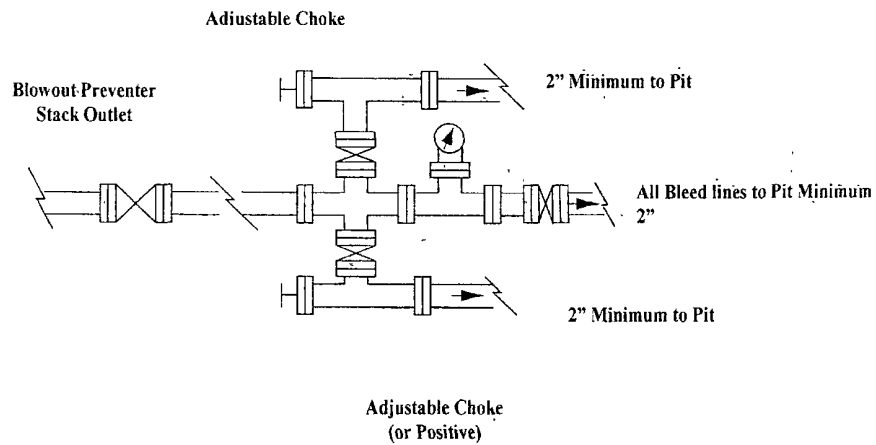 Adjustable Choke
2” Minimum to Pit
Blowout Preventer
Stack Outlet
All Bleed lines to Pit Minimum
2”
2” Minimum to Pit
Adjustable Choke
(or Positive)